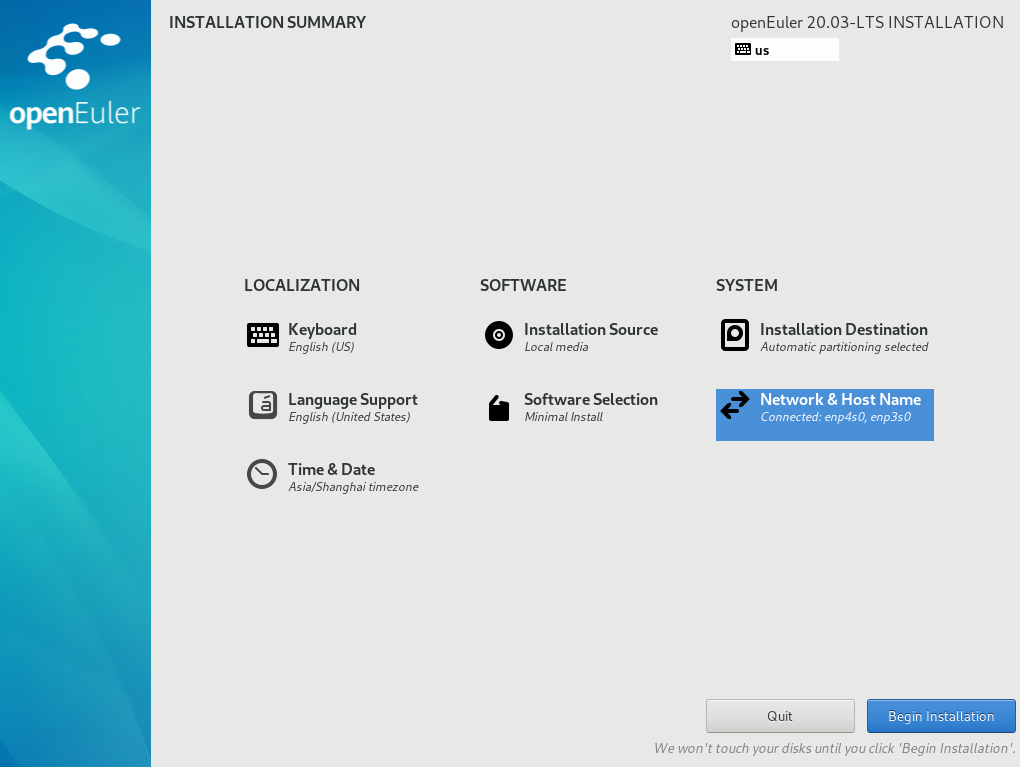 openEuler
INSTALLATION SUMMARY
openEuler 20.03-LTS INSTALLATION
us
LOCALIZATION
Keyboard
English (US)
Language Support
English (United States)
Time & Date
Asia/Shanghai timezone
SOFTWARE
Installation Source
Local media
Software Selection
Minimal Install
SYSTEM
Installation Destination
Automatic partitioning selected
Network & Host Name
Connected: enp4s0, enp3s0
Quit
Begin Installation
We won't touch your disks until you click 'Begin Installation'.